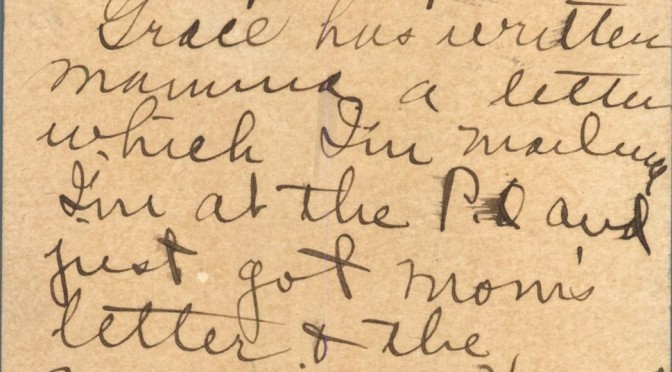 Grace has written
mamma a letter
which I'm mailing
I'm at the P.O and
just got mom's
letter & the